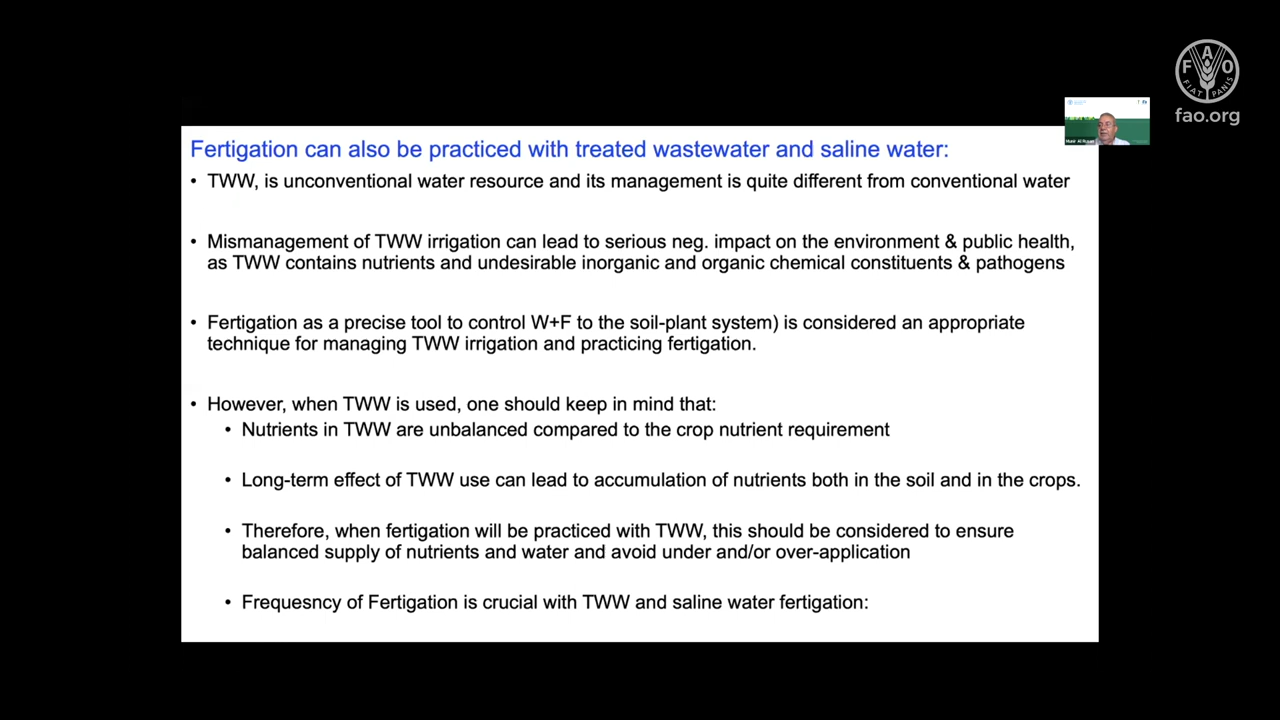 FAO
FIAT PANIS
fao.org
Fertigation can also be practiced with treated wastewater and saline water:
• TWW, is unconventional water resource and its management is quite different from conventional water
• Mismanagement of TWW irrigation can lead to serious neg. impact on the environment & public health,
as TWW contains nutrients and undesirable inorganic and organic chemical constituents & pathogens
• Fertigation as a precise tool to control W+F to the soil-plant system) is considered an appropriate
technique for managing TWW irrigation and practicing fertigation.
• However, when TWW is used, one should keep in mind that:
• Nutrients in TWW are unbalanced compared to the crop nutrient requirement
• Long-term effect of TWW use can lead to accumulation of nutrients both in the soil and in the crops.
• Therefore, when fertigation will be practiced with TWW, this should be considered to ensure
balanced supply of nutrients and water and avoid under and/or over-application
• Frequesncy of Fertigation is crucial with TWW and saline water fertigation: